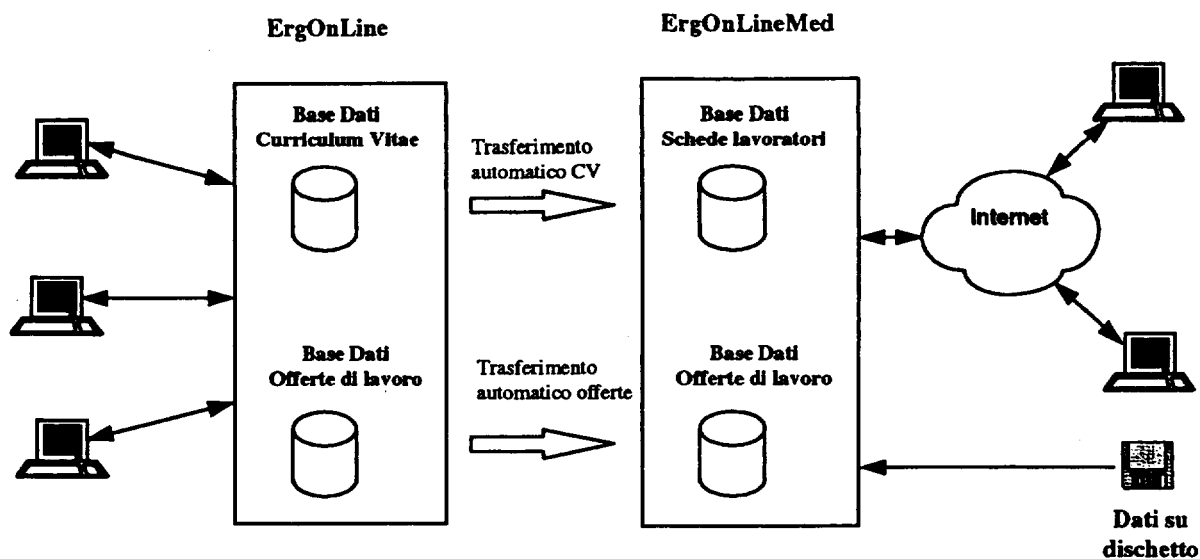 ErgOnLine
ErgOnLineMed
Base Dati
Curriculum Vitae
Trasferimento
automatico CV
Base Dati
Schede lavoratori
Internet
Base Dati
Offerte di lavoro
Trasferimento
automatico offerte
Base Dati
Offerte di lavoro
Dati su
dischetto